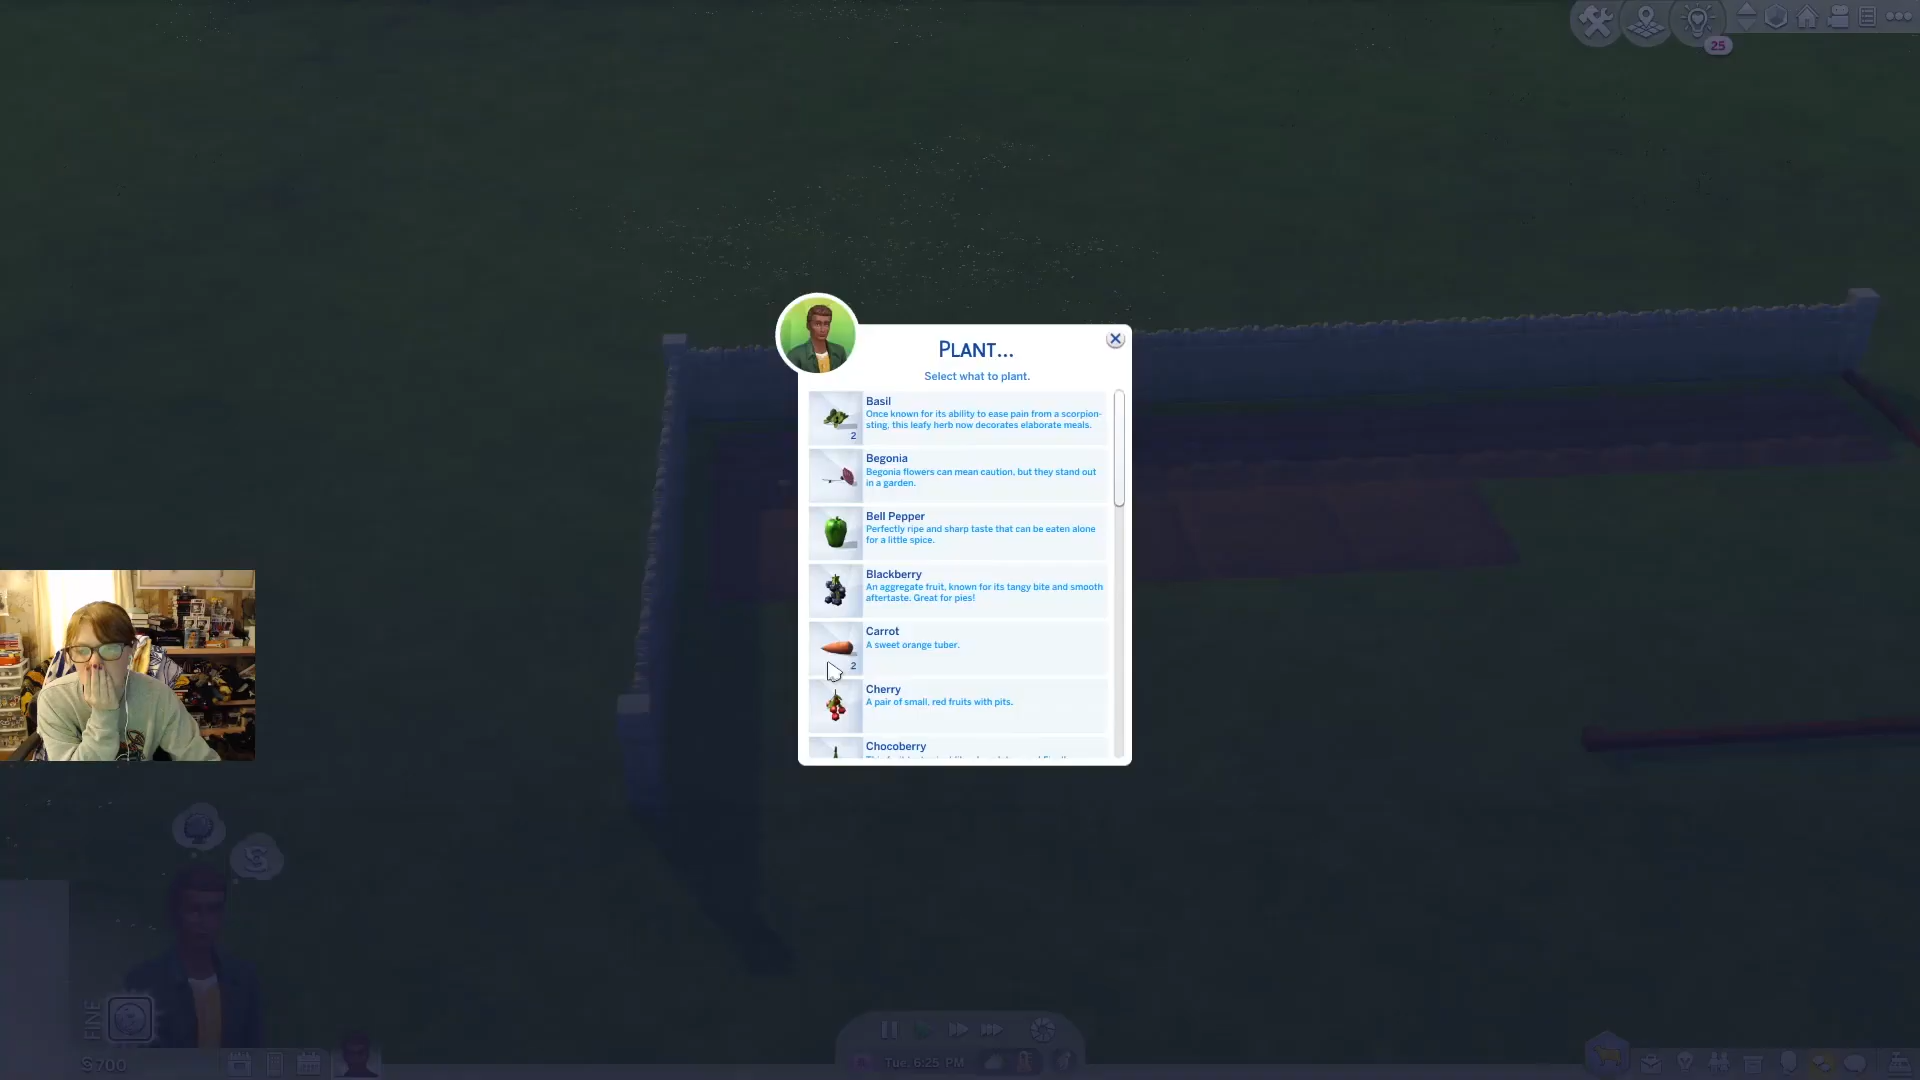 25
PLANT...
Select what to plant.
Basil
Once known for its ability to ease pain from a scorpion-
sting, this leafy herb now decorates elaborate meals.
2
Begonia
Begonia flowers can mean caution, but they stand out
in a garden.
Bell Pepper
Perfectly ripe and sharp taste that can be eaten alone
for a little spice.
Blackberry
An aggregate fruit, known for its tangy bite and smooth
aftertaste. Great for pies!
Carrot
A sweet orange tuber.
2
Cherry
A pair of small, red fruits with pits.
Chocoberry
FINE
§700
Tue. 6:25 PM